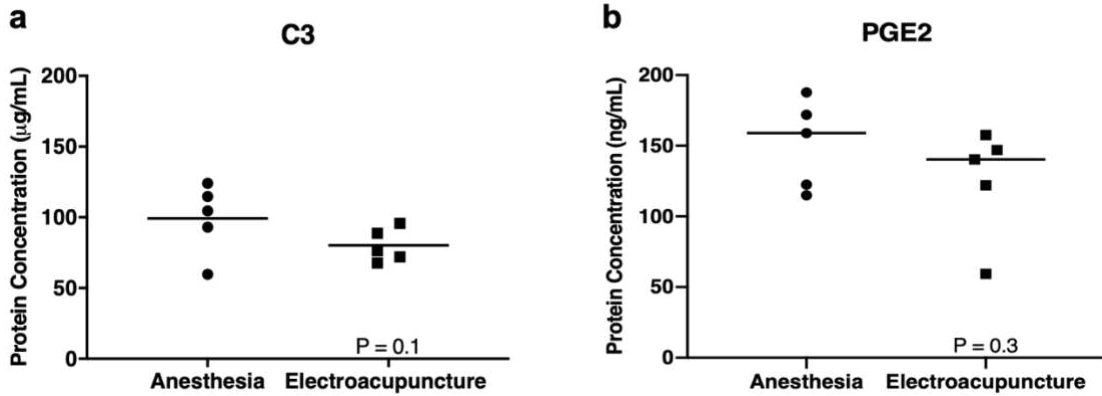 a
C3
Protein Concentration (μg/mL)
200
150
100
50
0
P = 0.1
Anesthesia Electroacupuncture
b
PGE2
Protein Concentration (ng/mL)
200
150
100
50
0
P = 0.3
Anesthesia Electroacupuncture